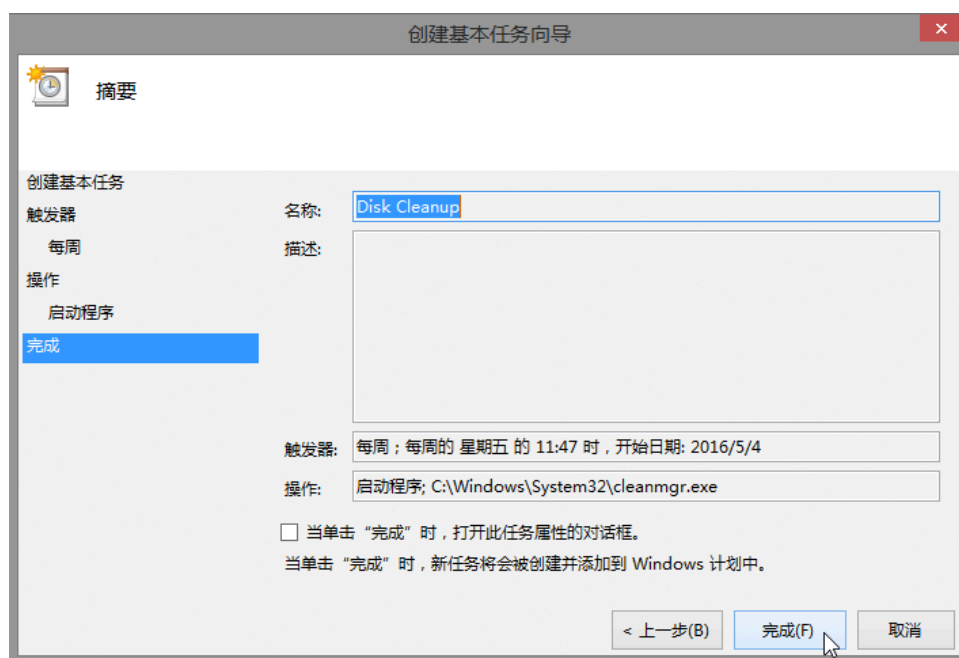 创建基本任务向导
摘要
创建基本任务
触发器
每周
操作
启动程序
完成
名称: Disk Cleanup
描述:
触发器: 每周；每周的 星期五 的 11:47 时，开始日期: 2016/5/4
操作: 启动程序; C:\Windows\System32\cleanmgr.exe
当单击“完成”时，打开此任务属性的对话框。
当单击“完成”时，新任务将会被创建并添加到 Windows 计划中。
< 上一步(B) 完成(F) 取消